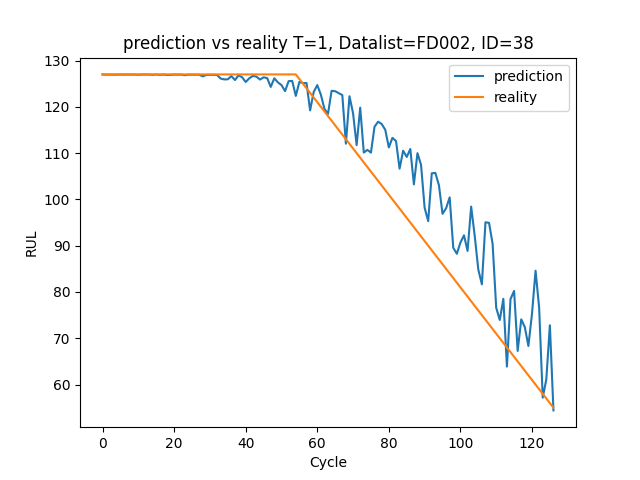 prediction vs reality T=1, Datalist=FD002, ID=38
prediction
reality
RUL
130
120
110
100
90
80
70
60
0 20 40 60 80 100 120
Cycle